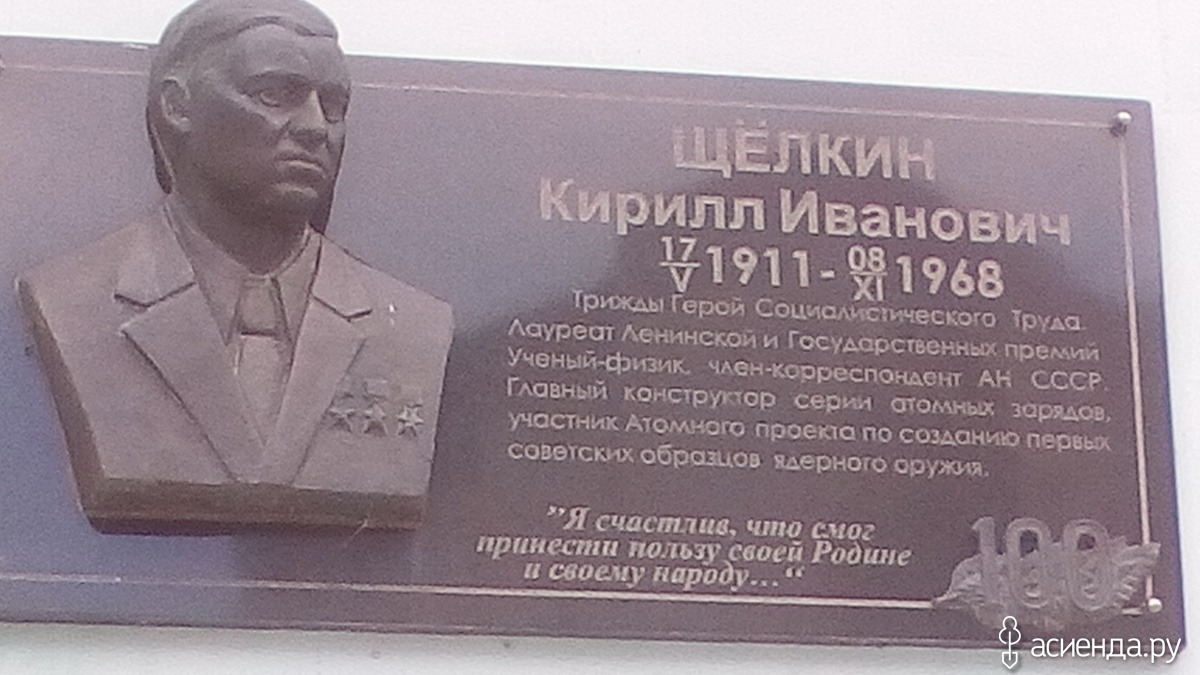 ЩЁЛКИН
Кирилл Иванович
17/V 1911 - 08/XI 1968
Трижды Герой Социалистического Труда.
Лауреат Ленинской и Государственных премий
Ученый-физик, член-корреспондент АН СССР.
Главный конструктор серии атомных зарядов,
участник Атомного проекта по созданию первых
советских образцов ядерного оружия.
"Я счастлив, что смог
принести пользу своей Родине
и своему народу..."
100
асиенда.ру